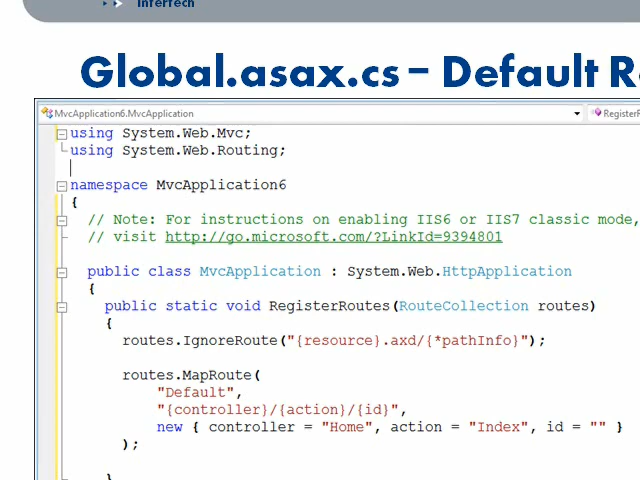 Infertech
Global.asax.cs – Default R
MvcApplication6.MvcApplication
RegisterR
using System.Web.Mvc;
using System.Web.Routing;
namespace MvcApplication6
{
// Note: For instructions on enabling IIS6 or IIS7 classic mode,
// visit http://go.microsoft.com/?LinkId=9394801
public class MvcApplication : System.Web.HttpApplication
{
public static void RegisterRoutes(RouteCollection routes)
{
routes.IgnoreRoute("{resource}.axd/{*pathInfo}");
routes.MapRoute(
"Default",
"{controller}/{action}/{id}",
new { controller = "Home", action = "Index", id = "" }
);
}